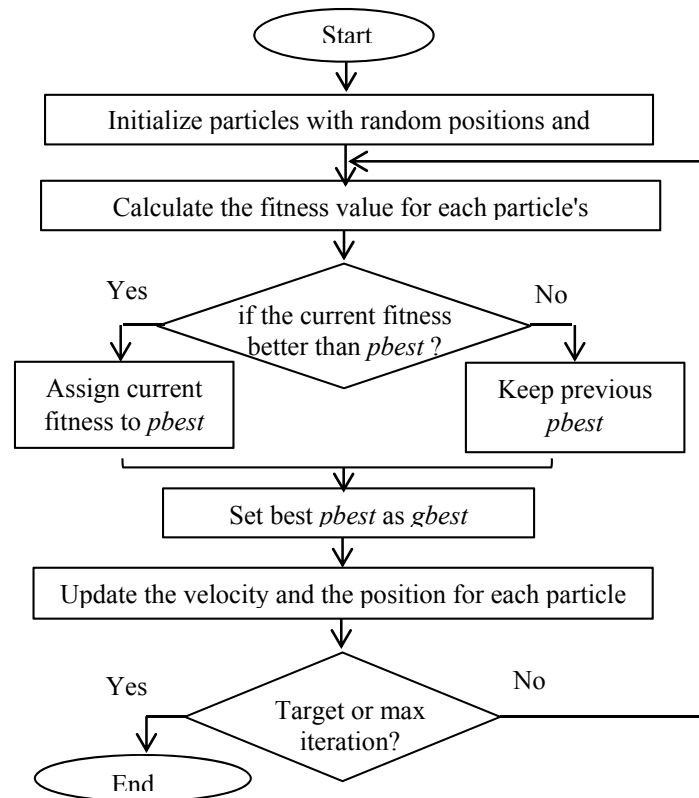 Start
Initialize particles with random positions and
Calculate the fitness value for each particle's
Yes
No
if the current fitness
better than pbest ?
Assign current
fitness to pbest
Keep previous
pbest
Set best pbest as gbest
Update the velocity and the position for each particle
Yes
No
Target or max
iteration?
End